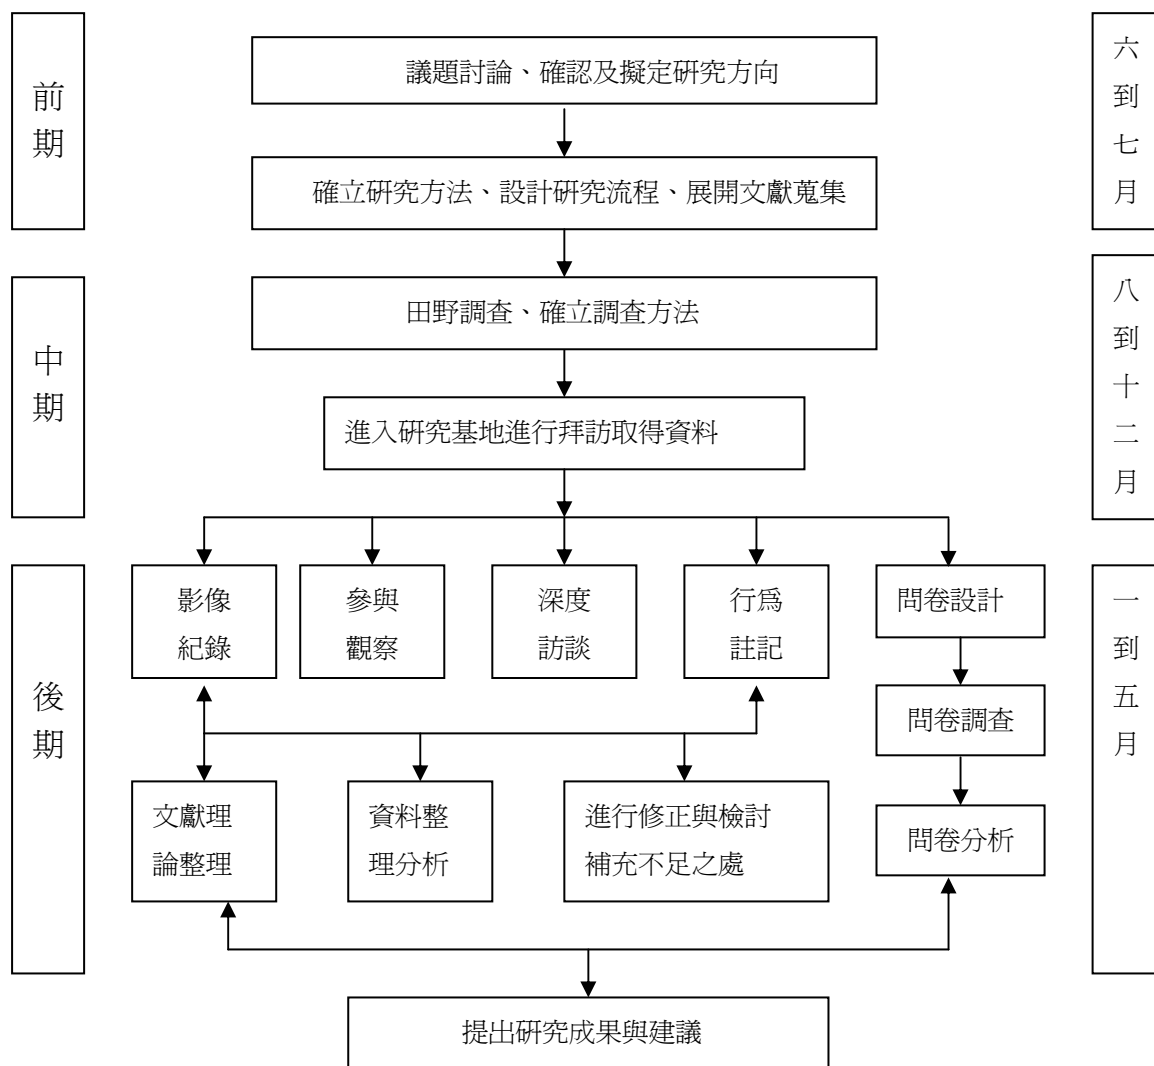 前期
六到七月
議題討論、確認及擬定研究方向
確立研究方法、設計研究流程、展開文獻蒐集
中期
八到十二月
田野調查、確立調查方法
進入研究基地進行拜訪取得資料
後期
一到五月
影像
紀錄
參與
觀察
深度
訪談
行為
註記
問卷設計
問卷調查
文獻理
論整理
資料整
理分析
進行修正與檢討
補充不足之處
問卷分析
提出研究成果與建議